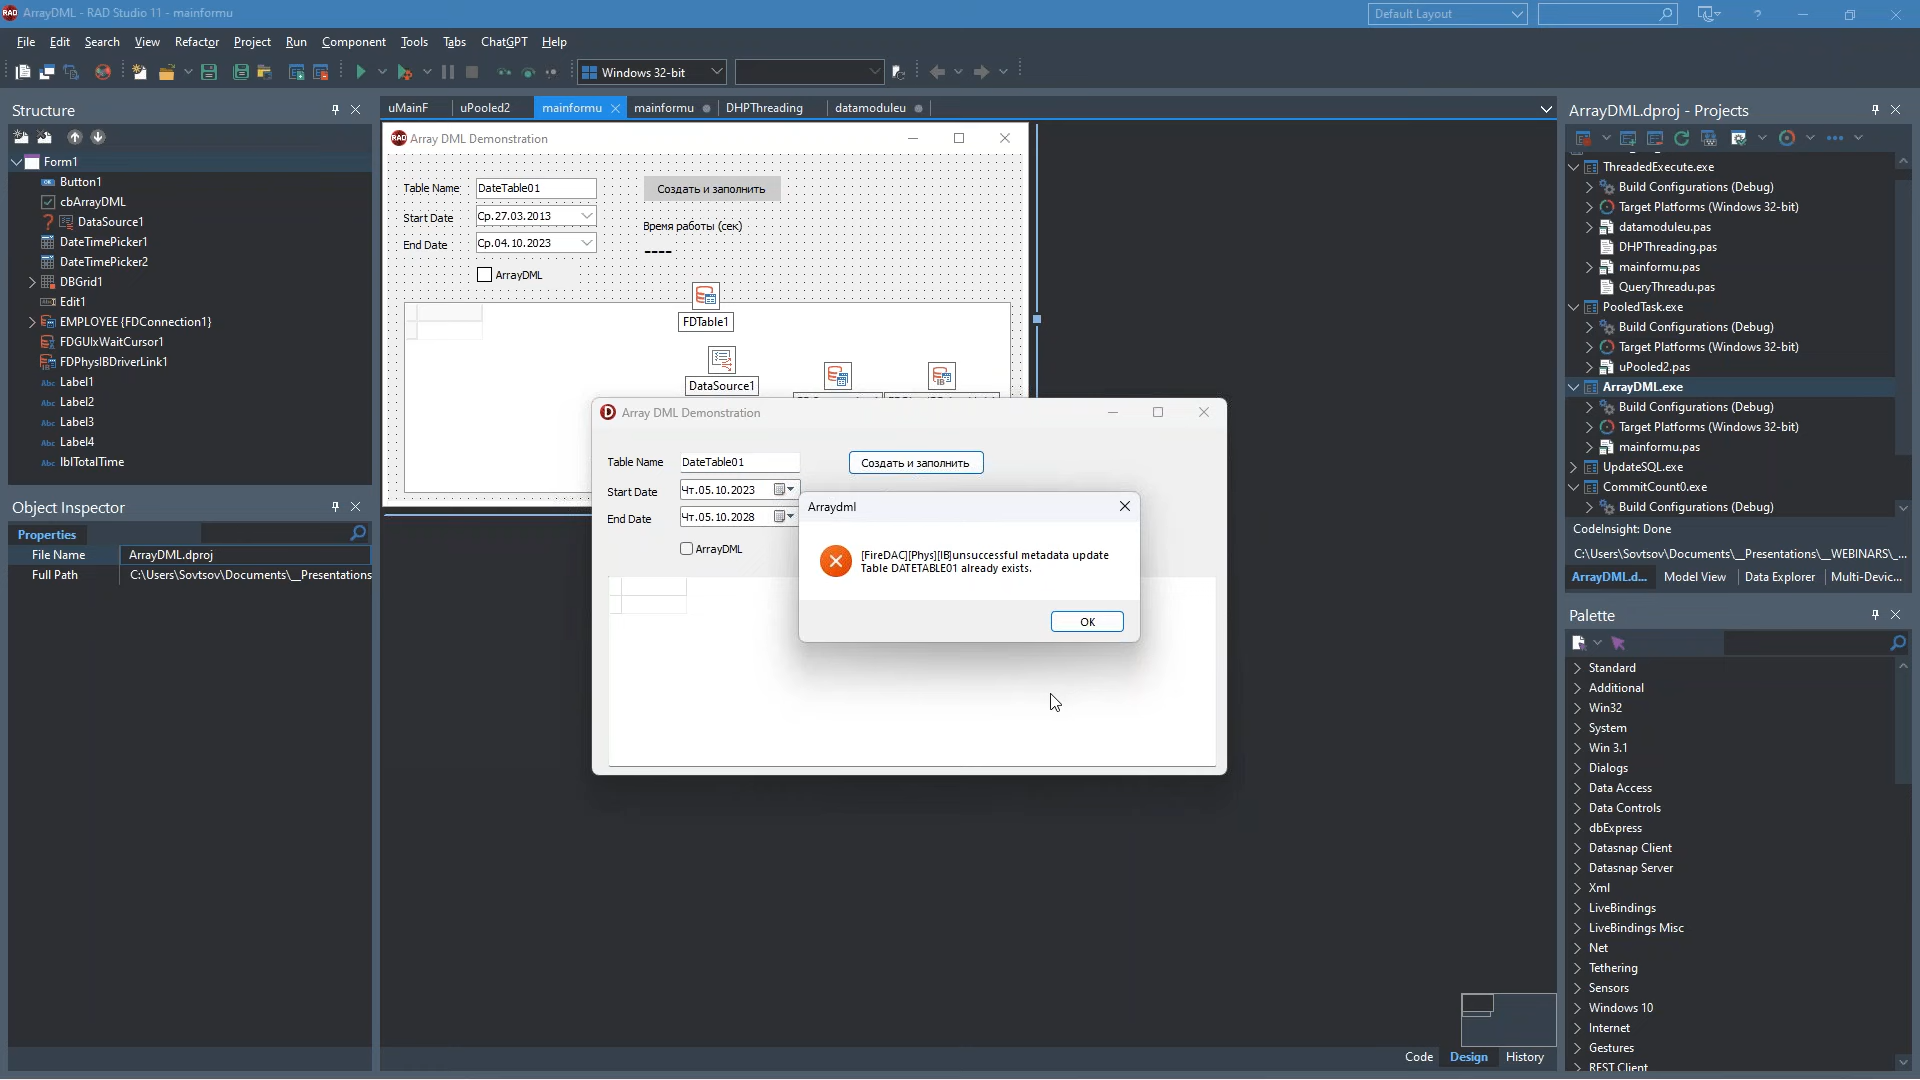 ArrayDML - RAD Studio 11 - mainformu
Default Layout
File Edit Search View Refactor Project Run Component Tools Tabs ChatGPT Help
Windows 32-bit
Structure
Form1
Button1
cbArrayDML
DataSource1
DateTimePicker1
DateTimePicker2
DBGrid1
Edit1
EMPLOYEE {FDConnection1}
FDGUIxWaitCursor1
FDPhysIBDriverLink1
Label1
Label2
Label3
Label4
lblTotalTime
Object Inspector
Properties
File Name ArrayDML.dproj
Full Path C:\Users\Sovtsov\Documents\__Presentations
uMainF uPooled2 mainformu mainformu DHPThreading datamoduleu
Array DML Demonstration
Table Name DateTable01 Создать и заполнить
Start Date Ср.27.03.2013 Время работы (сек)
End Date Ср.04.10.2023 ----
ArrayDML
FDTable1
DataSource1
Array DML Demonstration
Table Name DateTable01 Создать и заполнить
Start Date Чт.05.10.2023
End Date Чт.05.10.2028
ArrayDML
Arraydml
[FireDAC][Phys][IB]unsuccessful metadata update
Table DATETABLE01 already exists.
OK
Code Design History
ArrayDML.dproj - Projects
ThreadedExecute.exe
Build Configurations (Debug)
Target Platforms (Windows 32-bit)
datamoduleu.pas
DHPThreading.pas
mainformu.pas
QueryThreadu.pas
PooledTask.exe
Build Configurations (Debug)
Target Platforms (Windows 32-bit)
uPooled2.pas
ArrayDML.exe
Build Configurations (Debug)
Target Platforms (Windows 32-bit)
mainformu.pas
UpdateSQL.exe
CommitCount0.exe
Build Configurations (Debug)
CodeInsight: Done
C:\Users\Sovtsov\Documents\__Presentations\__WEBINARS\_...
ArrayDML.d... Model View Data Explorer Multi-Devic...
Palette
Standard
Additional
Win32
System
Win 3.1
Dialogs
Data Access
Data Controls
dbExpress
Datasnap Client
Datasnap Server
Xml
LiveBindings
LiveBindings Misc
Net
Tethering
Sensors
Windows 10
Internet
Gestures
REST Client